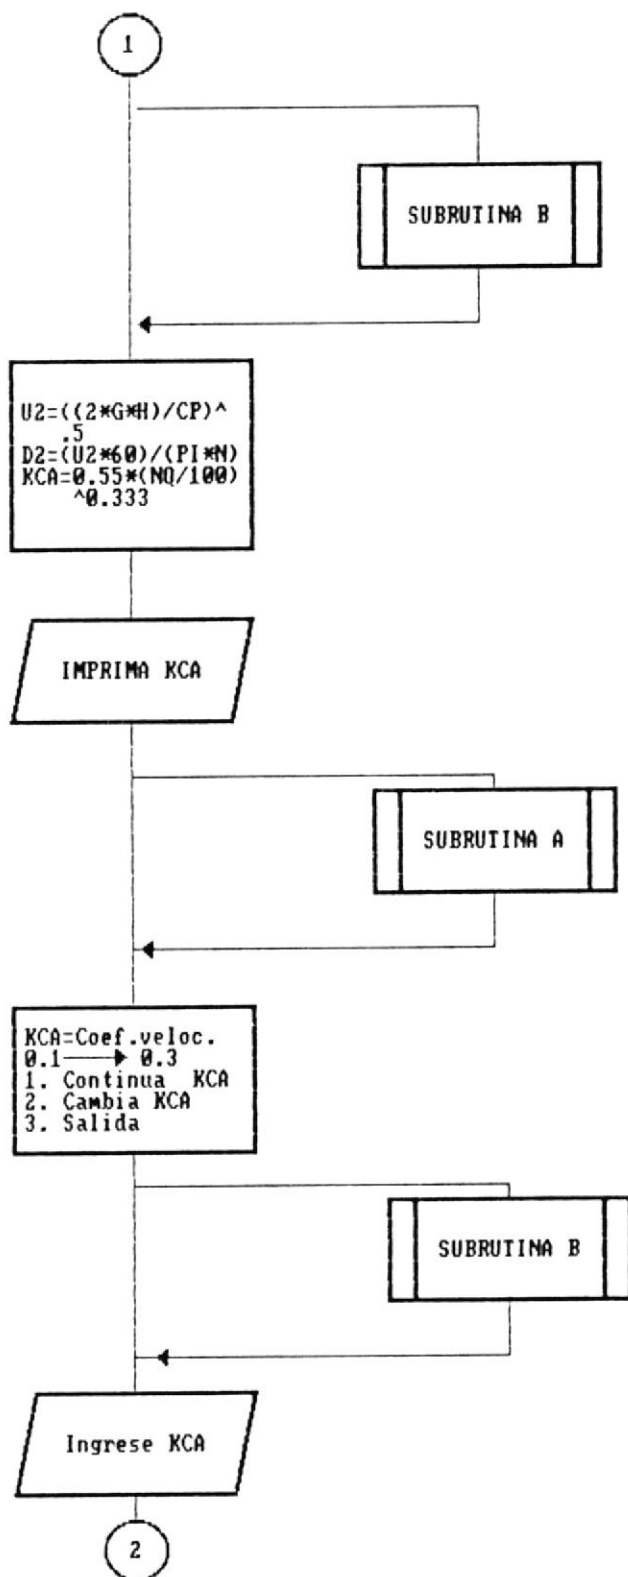 1
SUBRUTINA B
U2=((2*G*H)/CP)^
.5
D2=(U2*60)/(PI*N)
KCA=0.55*(NQ/100)
^0.333
IMPRIMA KCA
SUBRUTINA A
KCA=Coef.veloc.
0.1 → 0.3
1. Continua KCA
2. Cambia KCA
3. Salida
SUBRUTINA B
Ingrese KCA
2